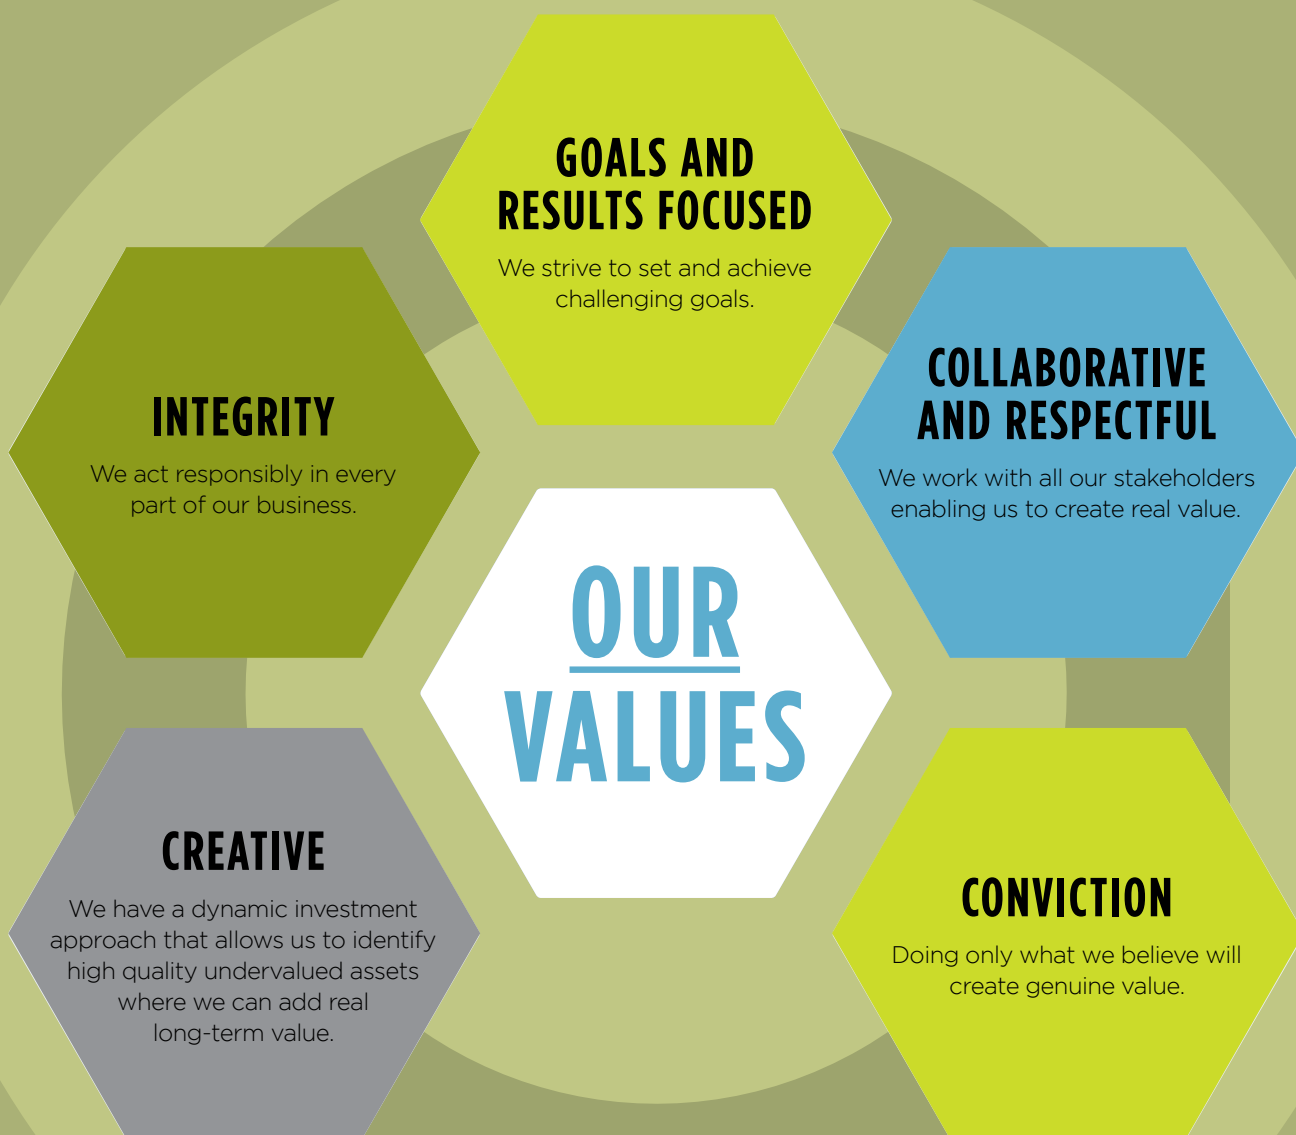 GOALS AND
RESULTS FOCUSED
We strive to set and achieve
challenging goals.
INTEGRITY
We act responsibly in every
part of our business.
COLLABORATIVE
AND RESPECTFUL
We work with all our stakeholders
enabling us to create real value.
OUR
VALUES
CREATIVE
We have a dynamic investment
approach that allows us to identify
high quality undervalued assets
where we can add real
long-term value.
CONVICTION
Doing only what we believe will
create genuine value.